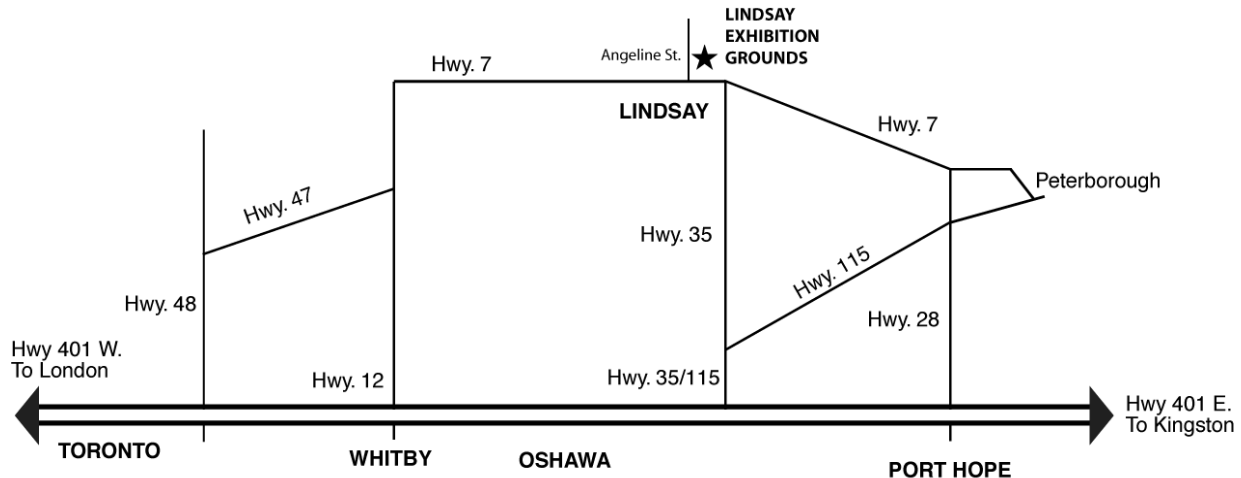 LINDSAY
EXHIBITION
GROUNDS
Angeline St.
Hwy. 7
LINDSAY
Hwy. 7
Peterborough
Hwy. 47
Hwy. 35
Hwy. 115
Hwy. 48
Hwy. 28
Hwy 401 W.
To London
Hwy. 12
Hwy. 35/115
Hwy 401 E.
To Kingston
TORONTO
WHITBY
OSHAWA
PORT HOPE